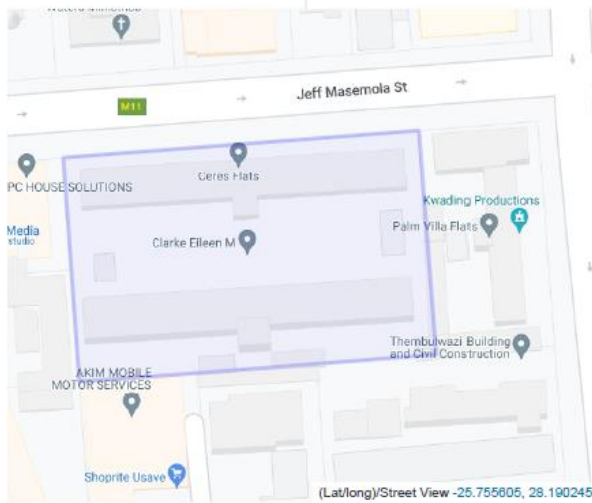 M11
Jeff Masemola St
PC HOUSE SOLUTIONS
Ceres Flats
Kwading Productions
Media
studio
Clarke Eileen M
Palm Villa Flats
Thembulwazi Building
and Civil Construction
AKIM MOBILE
MOTOR SERVICES
Shoprite Usave
(Lat/long)/Street View -25.755605, 28.190245